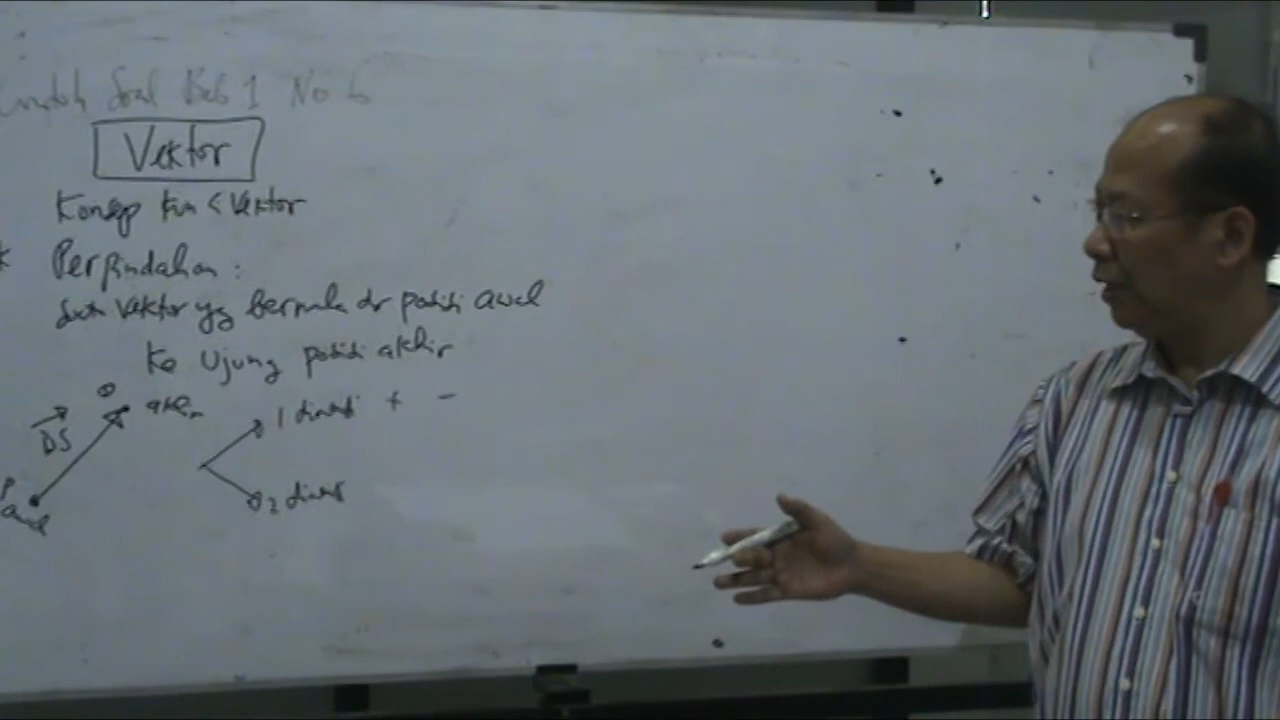 Contoh Soal Bab 1 No 6
Vektor
Konsep Kun < Vektor
* Perpindahan :
suatu Vektor yg Bermula dr posisi awal
Ke Ujung posisi akhir
akhir
DS
P
awal
1 dimensi + -
2 dimensi